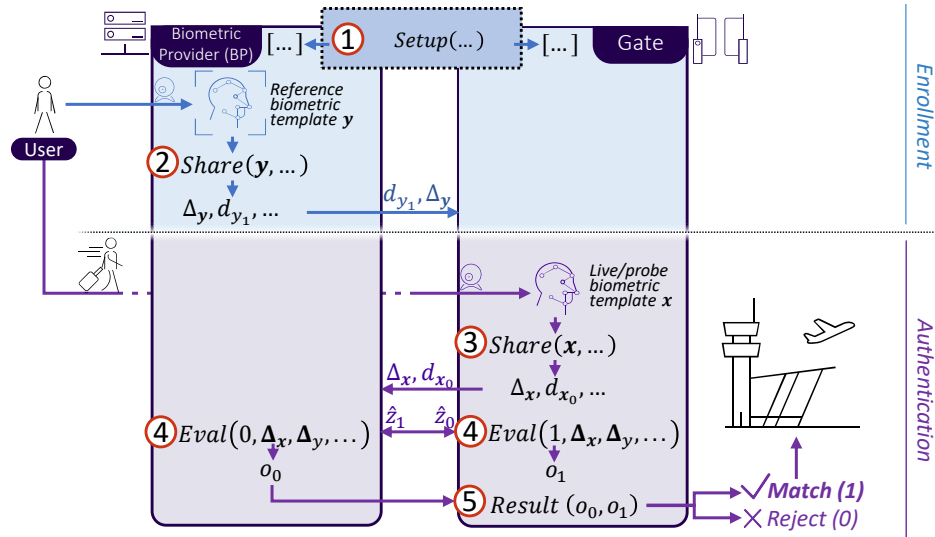 Biometric
Provider (BP)
[...]
1
Setup(...)
[...]
Gate
Enrollment
Reference
biometric
template y
User
2
Share(y, ...)
Δy, dy₁, ...
dy₁, Δy
Live/probe
biometric
template x
Authentication
3
Share(x, ...)
Δx, dx₀
Δx, dx₀, ...
ẑ₁
ẑ₀
4
Eval(0, Δx, Δy, ...)
4
Eval(1, Δx, Δy, ...)
o₀
o₁
5
Result (o₀, o₁)
Match (1)
Reject (0)